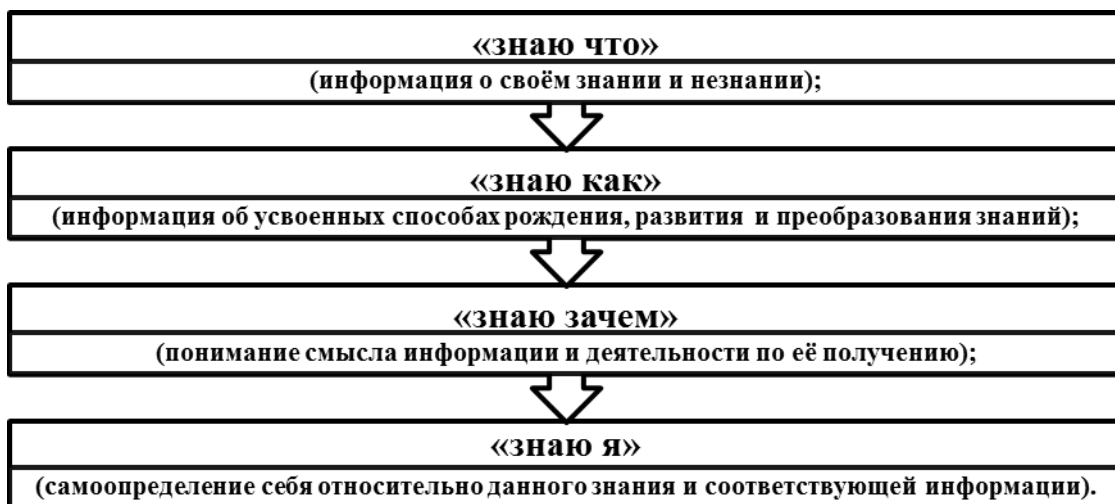 «знаю что»
(информация о своём знании и незнании);
«знаю как»
(информация об усвоенных способах рождения, развития и преобразования знаний);
«знаю зачем»
(понимание смысла информации и деятельности по её получению);
«знаю я»
(самоопределение себя относительно данного знания и соответствующей информации).